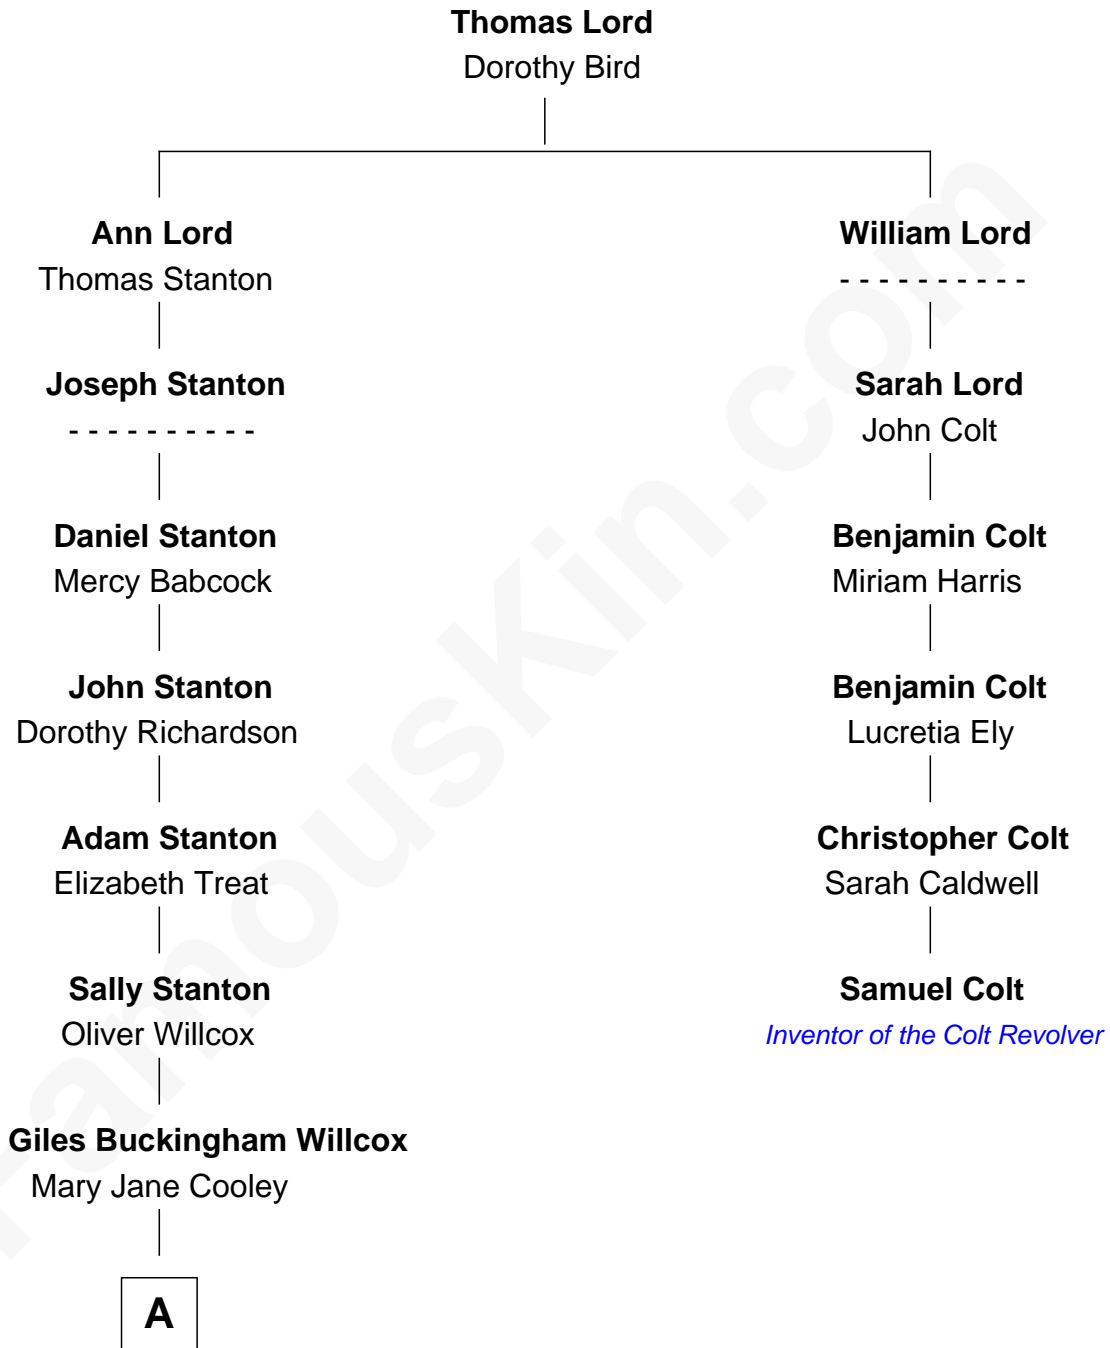 Thomas Lord
Dorothy Bird
Ann Lord
Thomas Stanton
Joseph Stanton
- - - - - - - - - -
Daniel Stanton
Mercy Babcock
John Stanton
Dorothy Richardson
Adam Stanton
Elizabeth Treat
Sally Stanton
Oliver Willcox
Giles Buckingham Willcox
Mary Jane Cooley
A
William Lord
- - - - - - - - - -
Sarah Lord
John Colt
Benjamin Colt
Miriam Harris
Benjamin Colt
Lucretia Ely
Christopher Colt
Sarah Caldwell
Samuel Colt
Inventor of the Colt Revolver
FamousKin.com